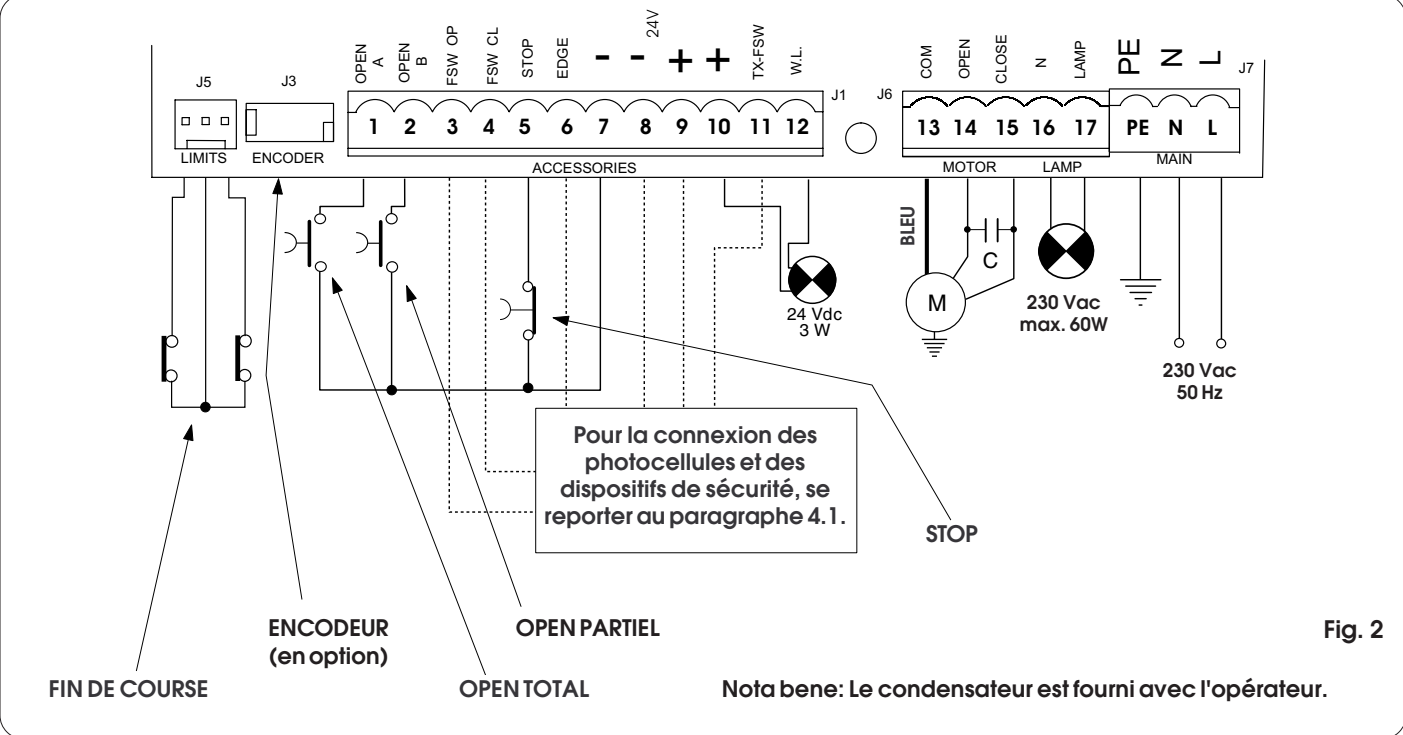 24V
OPEN A
OPEN B
FSW OP
FSW CL
STOP
EDGE
-
-
+
+
TX-FSW
W.L.
COM
OPEN
CLOSE
N
LAMP
PE
N
L
J5
J3
J1
J6
J7
1 2 3 4 5 6 7 8 9 10 11 12
13 14 15 16 17
PE N L
LIMITS
ENCODER
ACCESSORIES
MOTOR
LAMP
MAIN
BLEU
C
M
24 Vdc
3 W
230 Vac
max. 60W
230 Vac
50 Hz
Pour la connexion des
photocellules et des
dispositifs de sécurité, se
reporter au paragraphe 4.1.
STOP
ENCODEUR
(en option)
OPEN PARTIEL
Fig. 2
FIN DE COURSE
OPEN TOTAL
Nota bene: Le condensateur est fourni avec l'opérateur.